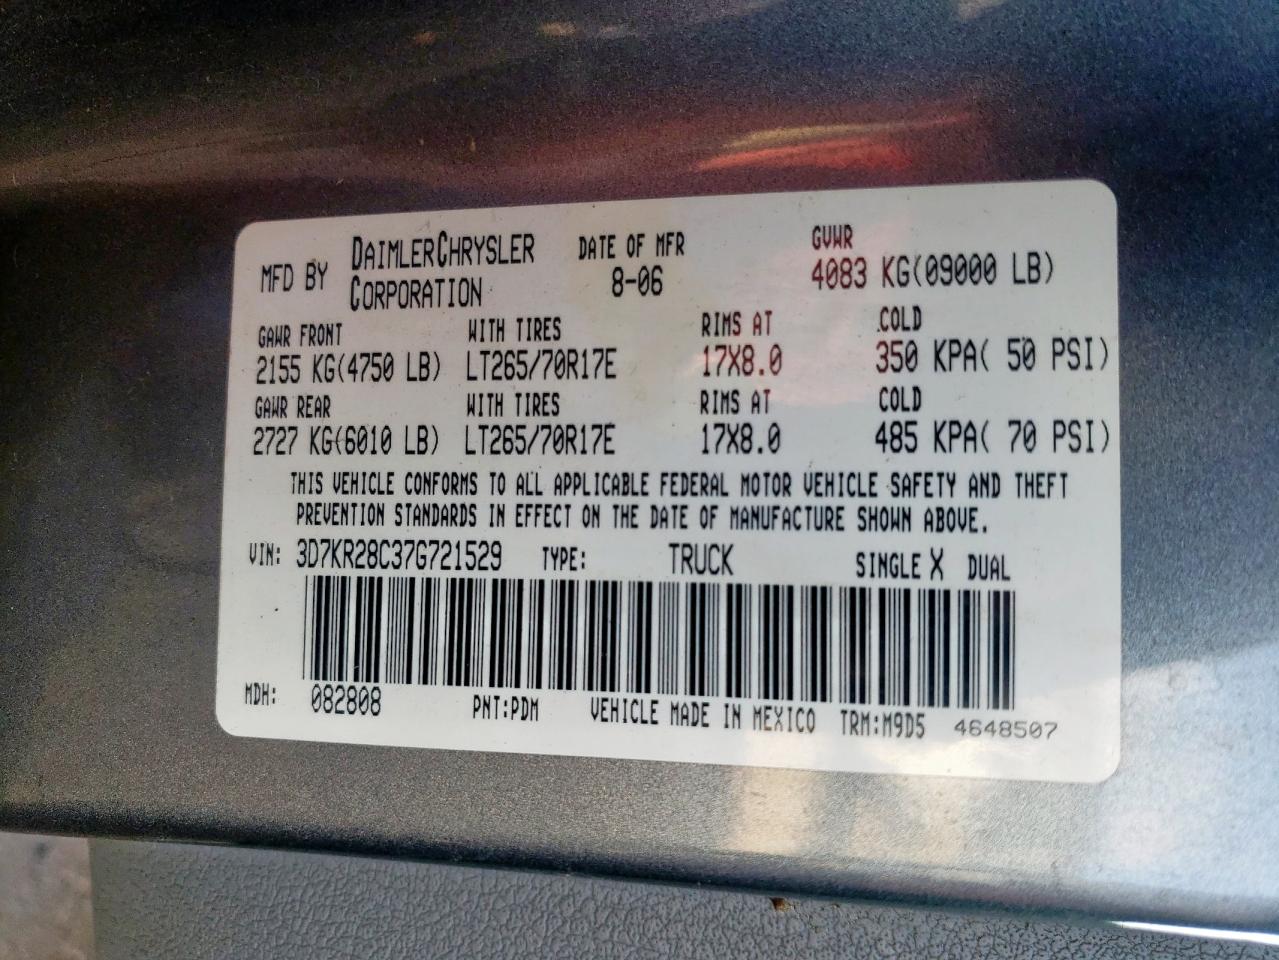 MFD BY DAIMLERCHRYSLER CORPORATION DATE OF MFR 8-06 GVWR 4083 KG(09000 LB)
GAWR FRONT WITH TIRES RIMS AT COLD
2155 KG(4750 LB) LT265/70R17E 17X8.0 350 KPA( 50 PSI)
GAWR REAR WITH TIRES RIMS AT COLD
2727 KG(6010 LB) LT265/70R17E 17X8.0 485 KPA( 70 PSI)
THIS VEHICLE CONFORMS TO ALL APPLICABLE FEDERAL MOTOR VEHICLE SAFETY AND THEFT
PREVENTION STANDARDS IN EFFECT ON THE DATE OF MANUFACTURE SHOWN ABOVE.
VIN: 3D7KR28C37G721529 TYPE: TRUCK SINGLE X DUAL
MDH: 082808 PNT:PDM VEHICLE MADE IN MEXICO TRM:M9D5 4648507